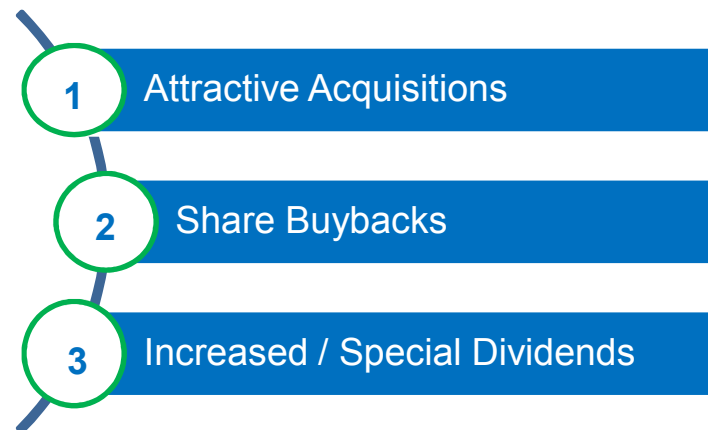 1 Attractive Acquisitions
2 Share Buybacks
3 Increased / Special Dividends